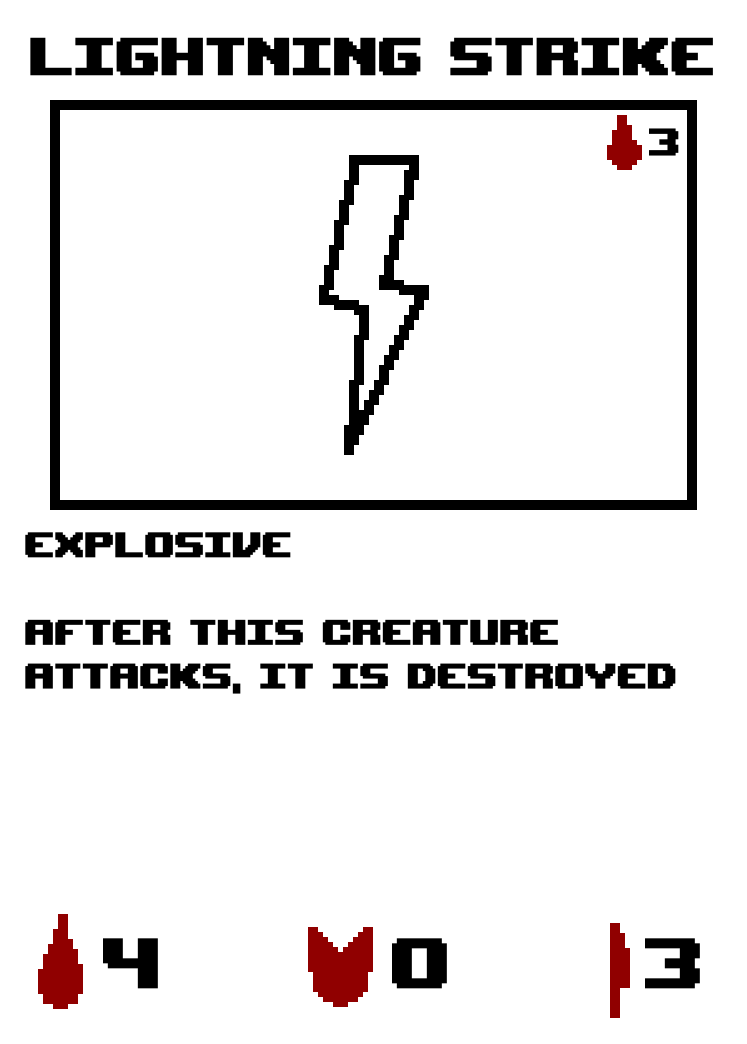 LIGHTNING STRIKE
3
EXPLOSIVE
AFTER THIS CREATURE
ATTACKS, IT IS DESTROYED
4 0 3